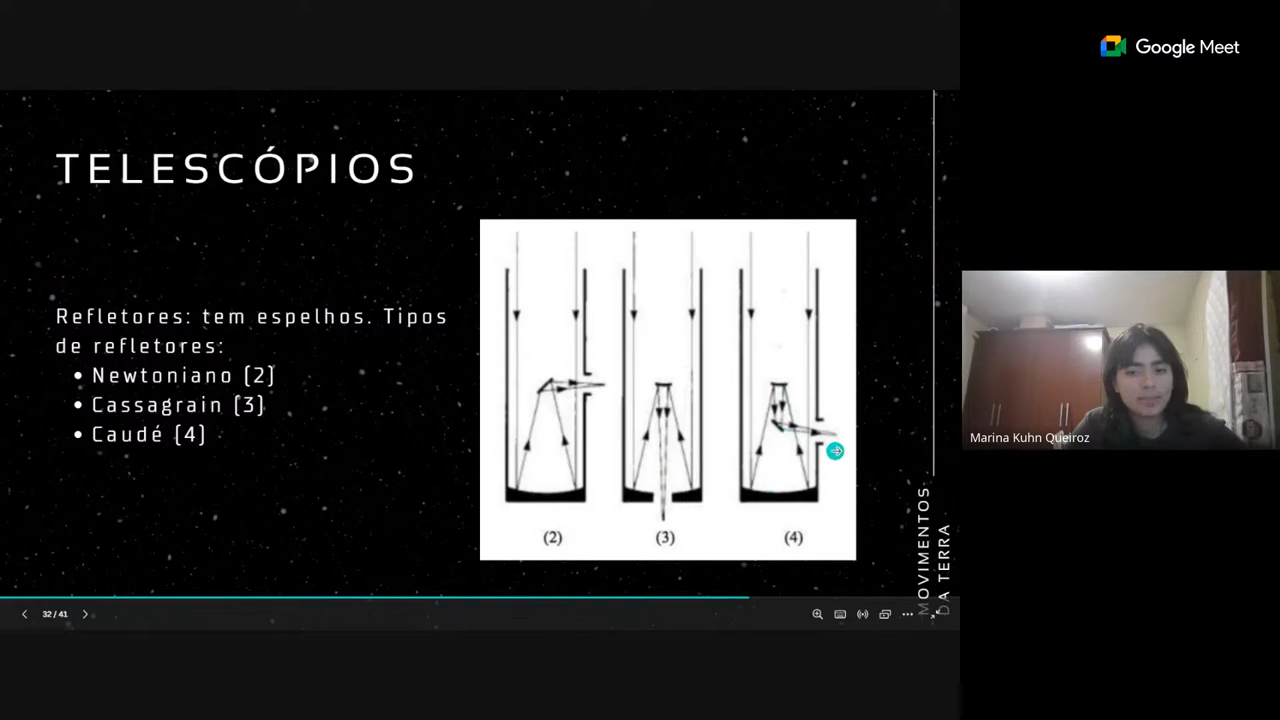 Google Meet
TELESCÓPIOS
Refletores: tem espelhos. Tipos
de refletores:
Newtoniano (2)
Cassagrain (3)
Caudé (4)
(2)
(3)
(4)
MOVIMENTOS
DA TERRA
32 / 41
Marina Kuhn Queiroz